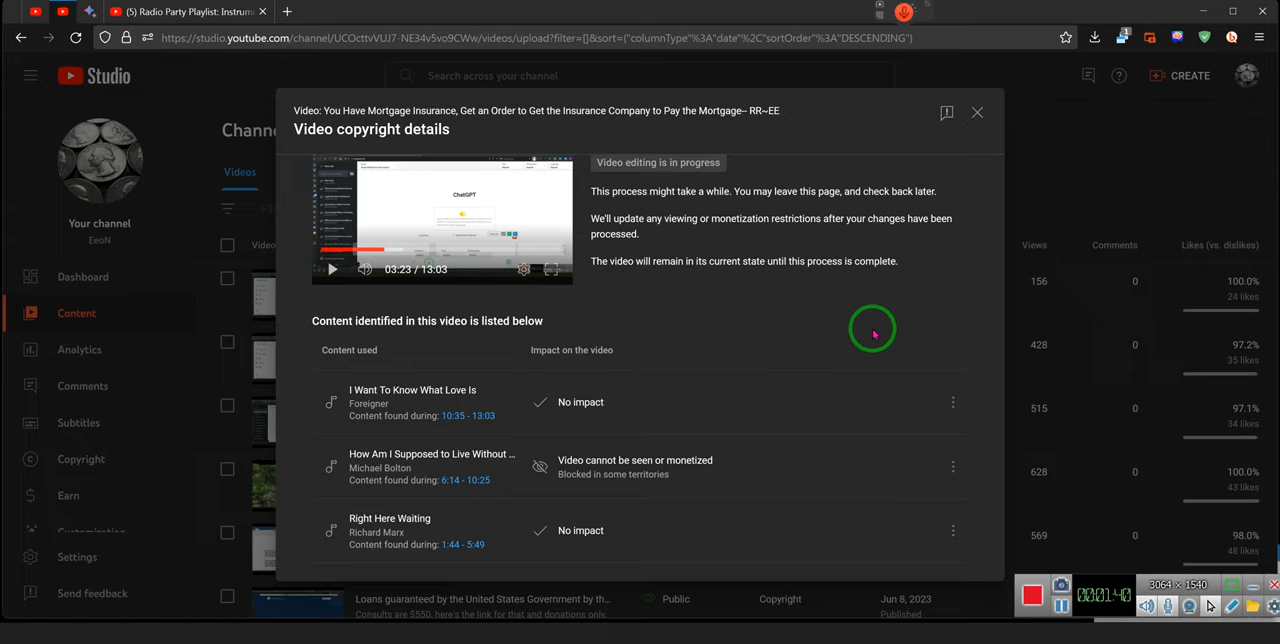 (5) Radio Party Playlist: Instrum
https://studio.youtube.com/channel/UCOcttvVUJ7-NE34v5vo9CWw/videos/upload?filter=[]&sort={"columnType"%3A"date"%2C"sortOrder"%3A"DESCENDING"}
1
Studio
Search across your channel
CREATE
Video: You Have Mortgage Insurance, Get an Order to Get the Insurance Company to Pay the Mortgage-- RR~EE
Video copyright details
Chann
Videos
Your channel
EeoN
Dashboard
Content
Analytics
Comments
Subtitles
Copyright
Earn
Settings
Send feedback
Video
ChatGPT
03:23 / 13:03
Video editing is in progress
This process might take a while. You may leave this page, and check back later.
We'll update any viewing or monetization restrictions after your changes have been
processed.
The video will remain in its current state until this process is complete.
Content identified in this video is listed below
Content used Impact on the video
I Want To Know What Love Is
Foreigner
Content found during: 10:35 - 13:03
No impact
How Am I Supposed to Live Without ...
Michael Bolton
Content found during: 6:14 - 10:25
Video cannot be seen or monetized
Blocked in some territories
Right Here Waiting
Richard Marx
Content found during: 1:44 - 5:49
No impact
Views Comments Likes (vs. dislikes)
156 0 100.0%
24 likes
428 0 97.2%
35 likes
515 0 97.1%
34 likes
628 0 100.0%
43 likes
569 0 98.0%
48 likes
Loans guaranteed by the United States Government by th...
Consults are $550, here's the link for that and donations only.
Public
Copyright
Jun 8, 2023
Published
00:01:40
3064 × 1540